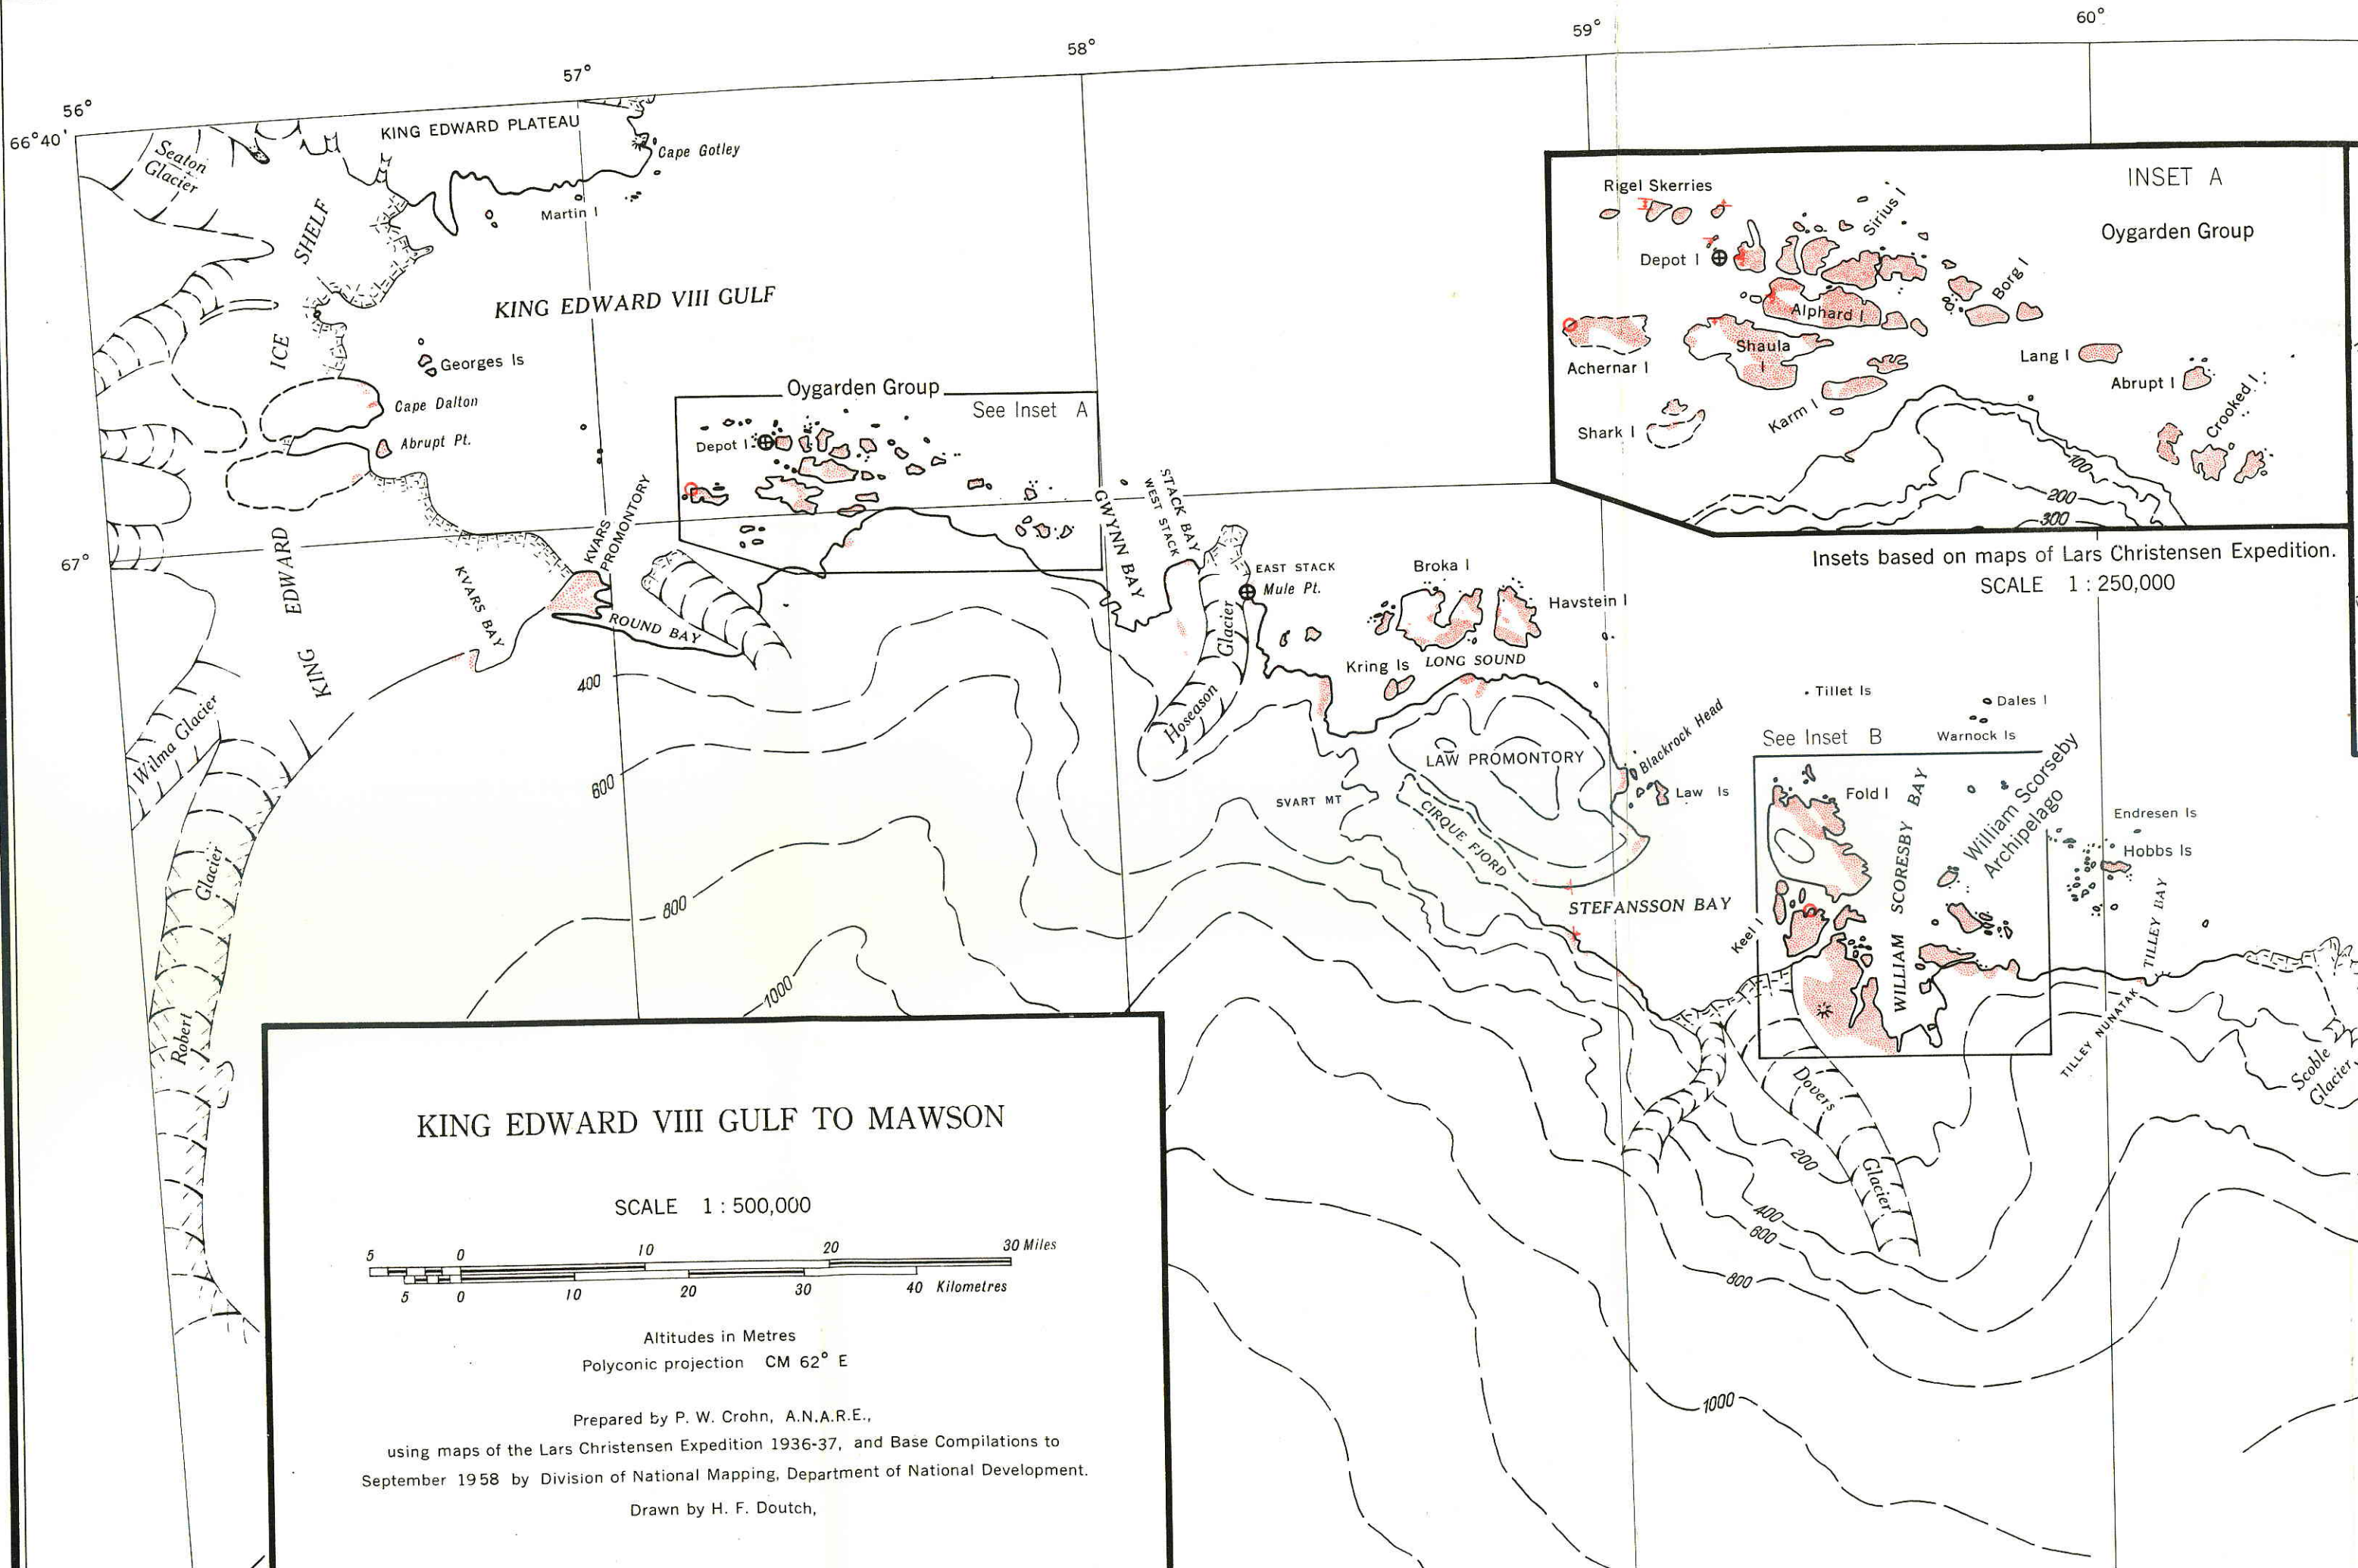 56°
57°
58°
59°
60°
66°40'
67°
KING EDWARD PLATEAU
Seaton
Glacier
Cape Gotley
Martin I
KING EDWARD VIII GULF
SHELF
ICE
EDWARD
KING
Georges Is
Cape Dalton
Abrupt Pt.
Oygarden Group
See Inset A
Depot I
KVARS
PROMONTORY
KVARS BAY
ROUND BAY
GWYNN BAY
STACK BAY
WEST STACK
EAST STACK
Mule Pt.
Hoseason
Glacier
Broka I
Havstein I
Kring Is
LONG SOUND
LAW PROMONTORY
Blackrock Head
Law Is
SVART MT
CIRQUE FJORD
STEFANSSON BAY
Tillet Is
Dales I
Warnock Is
See Inset B
Fold I
Keel I
WILLIAM SCORESBY BAY
William Scorseby
Archipelago
Endresen Is
Hobbs Is
TILLEY BAY
TILLEY NUNATAK
Scoble
Glacier
Dovers
Glacier
Wilma Glacier
Robert
Glacier
400
600
800
1000
200
400
600
800
1000
INSET A
Oygarden Group
Rigel Skerries
Sirius I
Depot I
Borg I
Alphard I
Shaula
I
Achernar I
Lang I
Abrupt I
Crooked I
Karm I
Shark I
100
200
300
Insets based on maps of Lars Christensen Expedition.
SCALE 1 : 250,000
KING EDWARD VIII GULF TO MAWSON
SCALE 1 : 500,000
5 0 10 20 30 Miles
5 0 10 20 30 40 Kilometres
Altitudes in Metres
Polyconic projection CM 62° E
Prepared by P. W. Crohn, A.N.A.R.E.,
using maps of the Lars Christensen Expedition 1936-37, and Base Compilations to
September 1958 by Division of National Mapping, Department of National Development.
Drawn by H. F. Doutch,